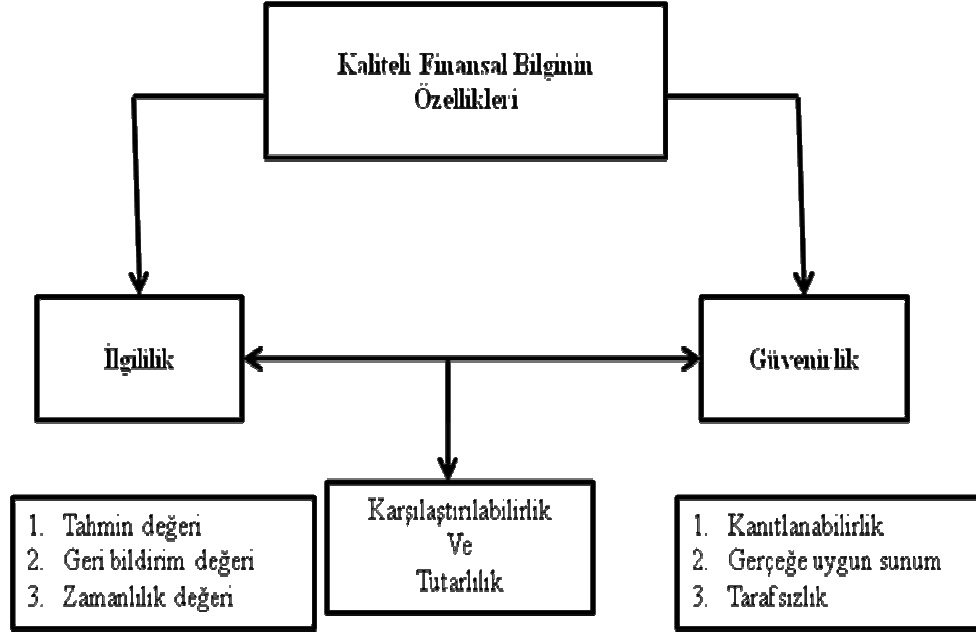 Kaliteli Finansal Bilginin
Özellikleri
İlgililik
Güvenirlik
1. Tahmin değeri
2. Geri bildirim değeri
3. Zamanlılık değeri
Karşılaştırılabilirlik
Ve
Tutarlılık
1. Kanıtlanabilirlik
2. Gerçeğe uygun sunum
3. Tarafsızlık